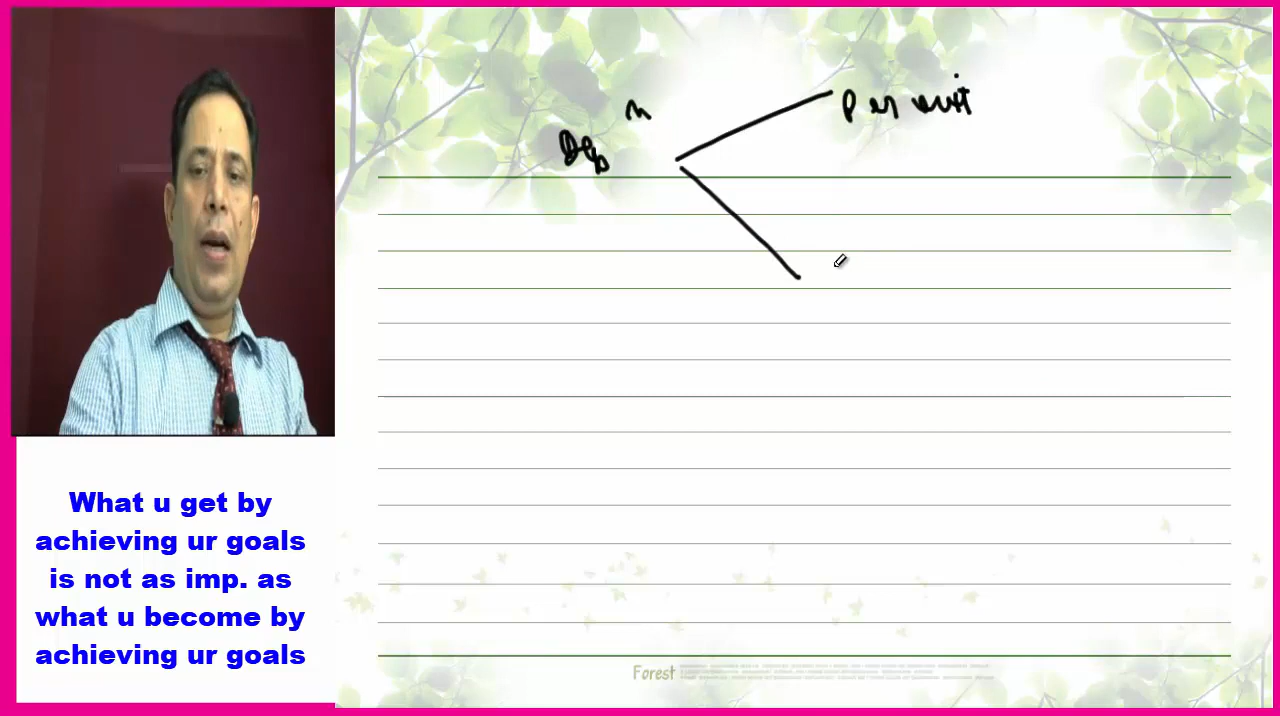 Dep n
Per unit
What u get by
achieving ur goals
is not as imp. as
what u become by
achieving ur goals
Forest